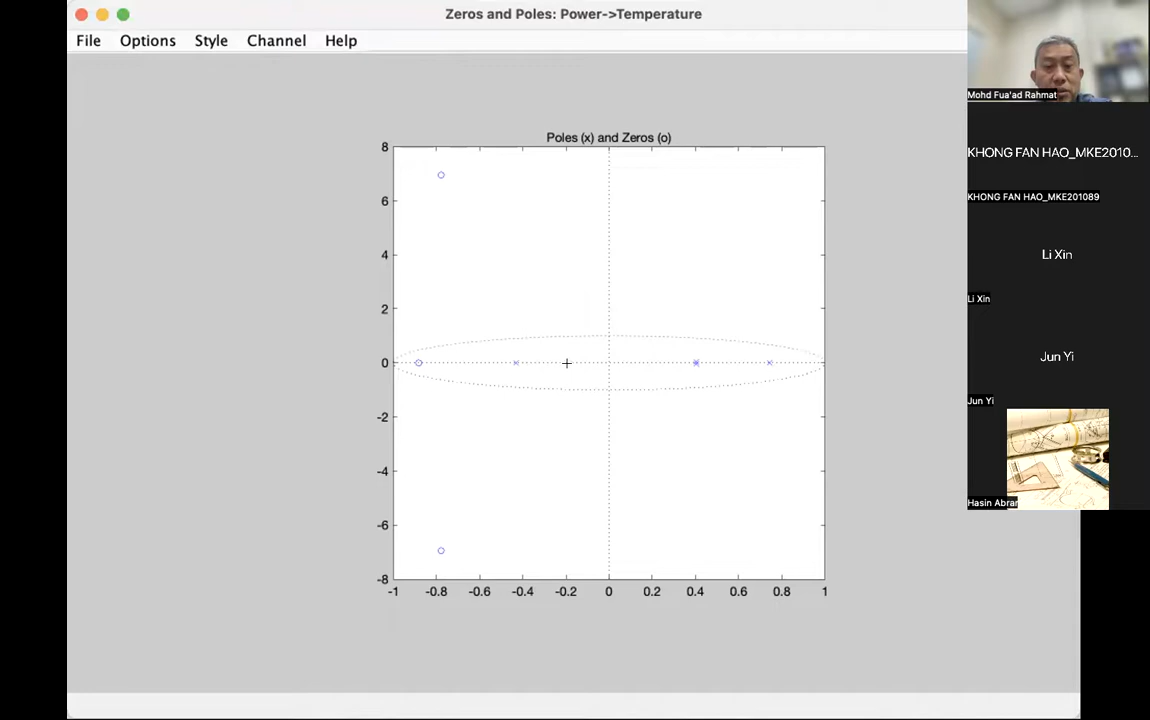 Zeros and Poles: Power->Temperature
File Options Style Channel Help
Poles (x) and Zeros (o)
8
6
4
2
0
-2
-4
-6
-8
-1 -0.8 -0.6 -0.4 -0.2 0 0.2 0.4 0.6 0.8 1
Mohd Fua'ad Rahmat
KHONG FAN HAO_MKE2010...
KHONG FAN HAO_MKE201089
Li Xin
Li Xin
Jun Yi
Jun Yi
Hasin Abrar